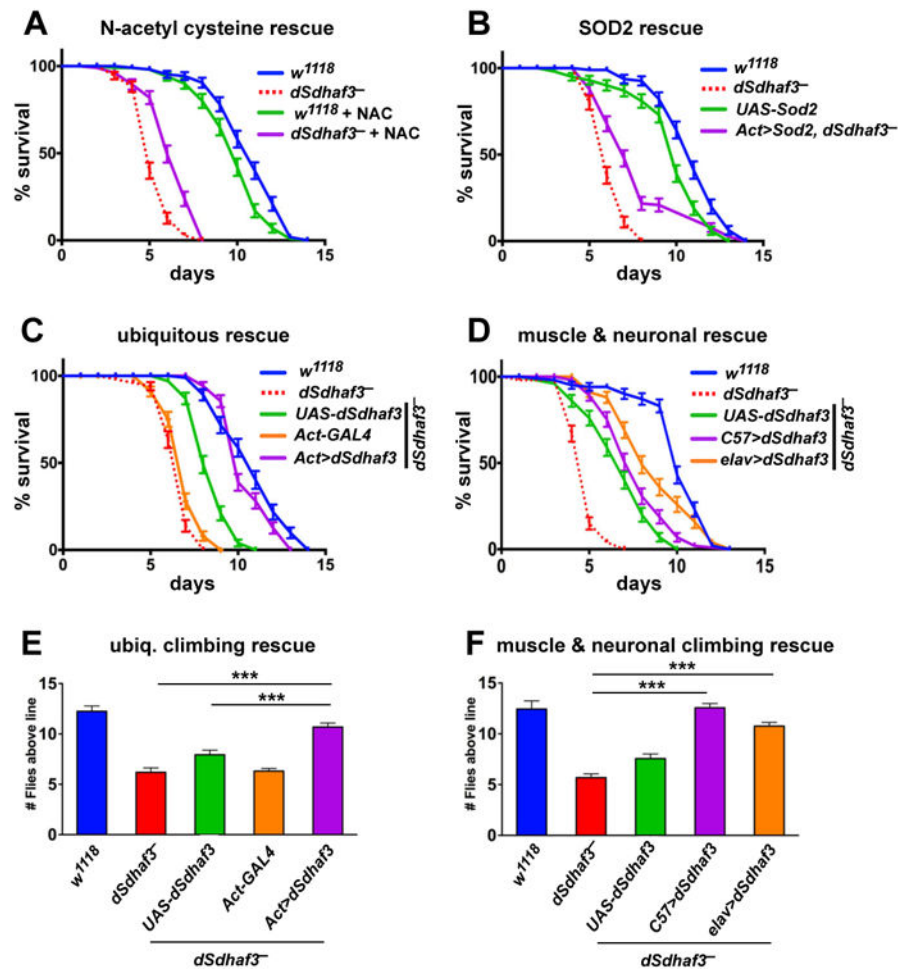 A N-acetyl cysteine rescue
% survival
100
50
0
0 5 10 15
days
w1118
dSdhaf3–
w1118 + NAC
dSdhaf3– + NAC
B SOD2 rescue
% survival
100
50
0
0 5 10 15
days
w1118
dSdhaf3–
UAS-Sod2
Act>Sod2, dSdhaf3–
C ubiquitous rescue
% survival
100
50
0
0 5 10 15
days
w1118
dSdhaf3–
UAS-dSdhaf3
Act-GAL4
Act>dSdhaf3
dSdhaf3–
D muscle & neuronal rescue
% survival
100
50
0
0 5 10 15
days
w1118
dSdhaf3–
UAS-dSdhaf3
C57>dSdhaf3
elav>dSdhaf3
dSdhaf3–
E ubiq. climbing rescue
# Flies above line
15
10
5
0
***
***
w1118
dSdhaf3–
UAS-dSdhaf3
Act-GAL4
Act>dSdhaf3
dSdhaf3–
F muscle & neuronal climbing rescue
# Flies above line
15
10
5
0
***
***
w1118
dSdhaf3–
UAS-dSdhaf3
C57>dSdhaf3
elav>dSdhaf3
dSdhaf3–